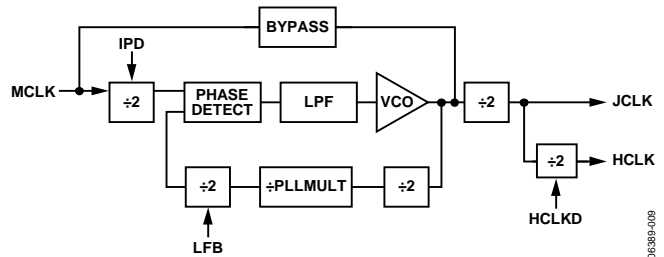 BYPASS
IPD
MCLK
÷2
PHASE
DETECT
LPF
VCO
÷2
JCLK
÷2
÷PLLMULT
÷2
÷2
HCLK
LFB
HCLKD
06389-009